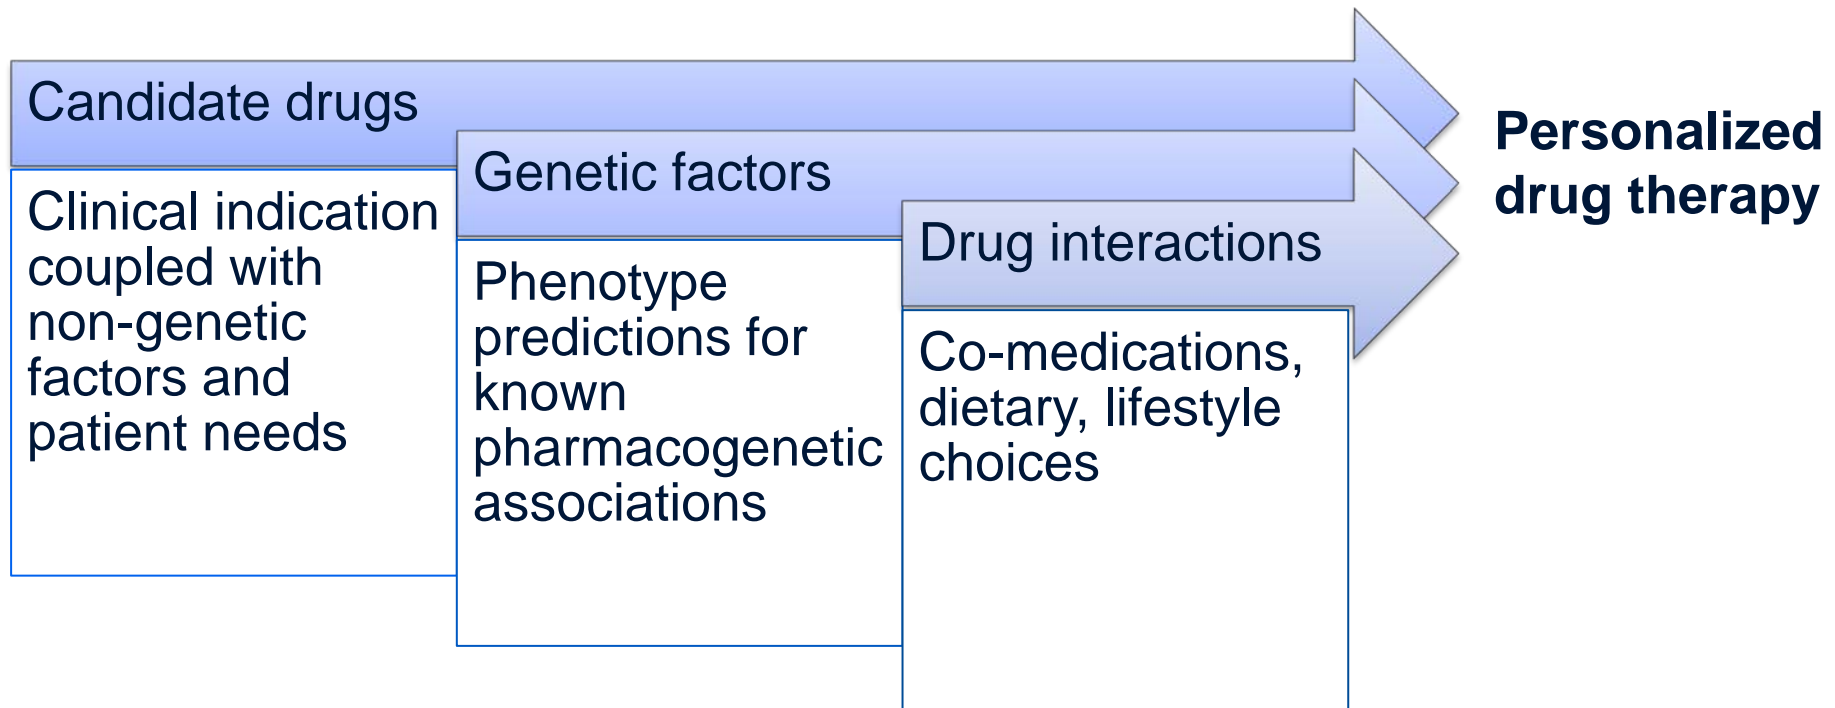 Candidate drugs
Clinical indication
coupled with
non-genetic
factors and
patient needs
Genetic factors
Phenotype
predictions for
known
pharmacogenetic
associations
Drug interactions
Co-medications,
dietary, lifestyle
choices
Personalized
drug therapy